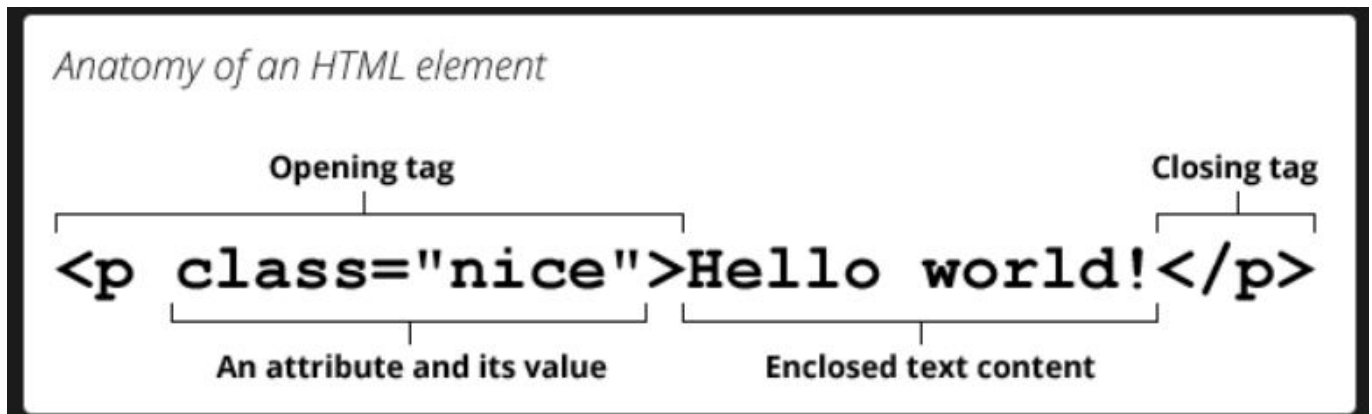 Anatomy of an HTML element
Opening tag
Closing tag
<p class="nice">Hello world!</p>
An attribute and its value
Enclosed text content